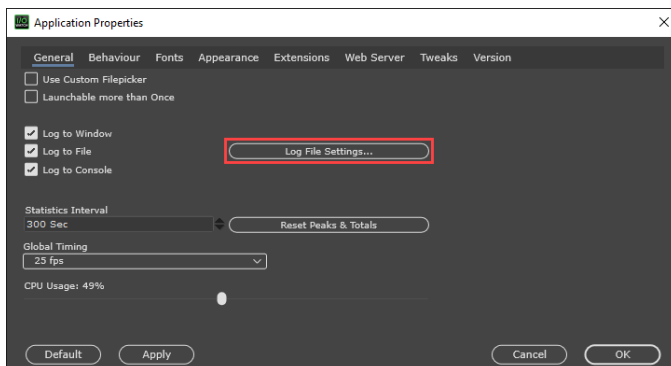 I/O
Application Properties
General Behaviour Fonts Appearance Extensions Web Server Tweaks Version
Use Custom Filepicker
Launchable more than Once
Log to Window
Log to File
Log File Settings...
Log to Console
Statistics Interval
300 Sec
Reset Peaks & Totals
Global Timing
25 fps
CPU Usage: 49%
Default Apply Cancel OK